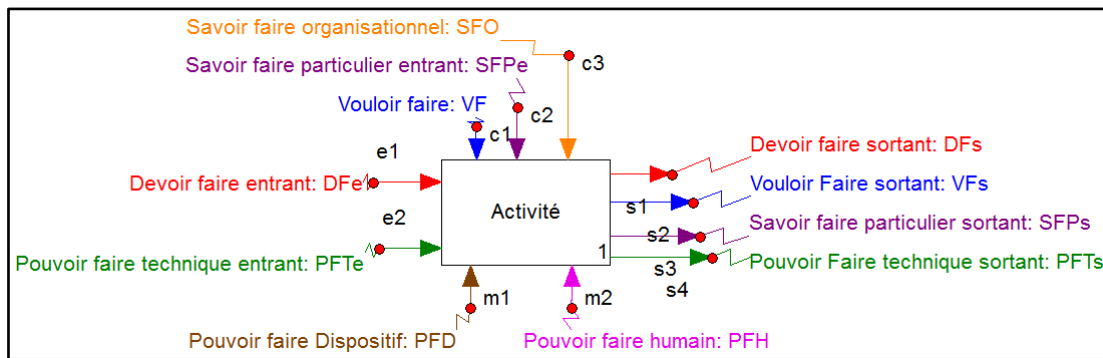 Savoir faire organisationnel: SFO
Savoir faire particulier entrant: SFPe
c3
Vouloir faire: VF
c2
c1
e1
Devoir faire sortant: DFs
Devoir faire entrant: DFe
Vouloir Faire sortant: VFs
e2
Activité
s1
Savoir faire particulier sortant: SFPs
s2
1
Pouvoir faire technique entrant: PFTe
Pouvoir Faire technique sortant: PFTs
s3
s4
m1
m2
Pouvoir faire Dispositif: PFD
Pouvoir faire humain: PFH